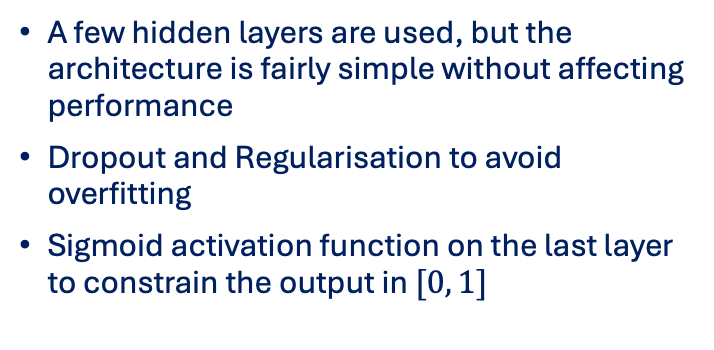 • A few hidden layers are used, but the
architecture is fairly simple without affecting
performance
• Dropout and Regularisation to avoid
overfitting
• Sigmoid activation function on the last layer
to constrain the output in [0, 1]